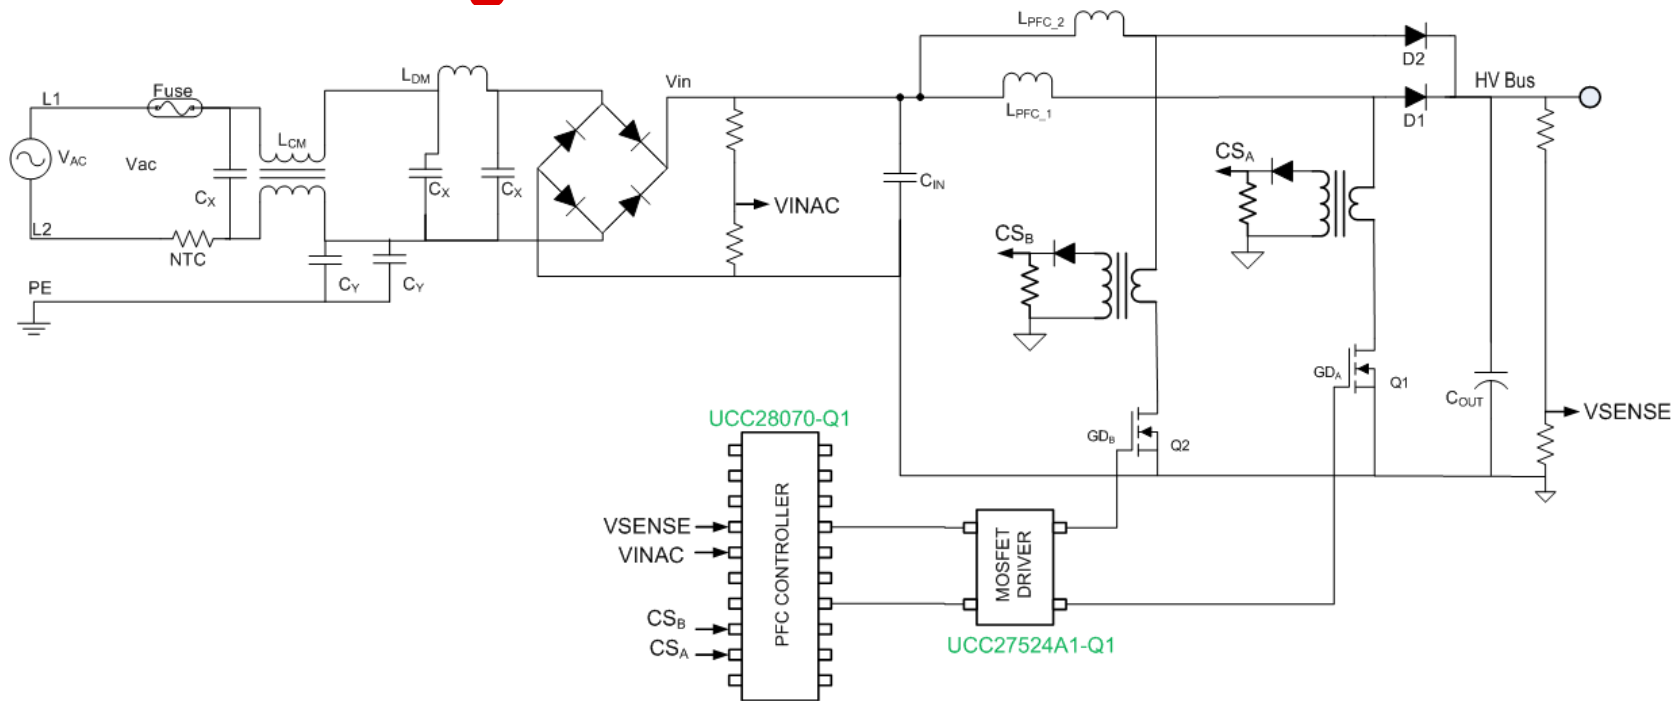 LPFC_2
D2
HV Bus
LDM
Vin
L1
Fuse
LPFC_1
D1
LCM
VAC
Vac
CX
CX
CX
CIN
CSA
VINAC
L2
NTC
CSB
PE
CY
CY
GDA
Q1
COUT
VSENSE
UCC28070-Q1
GDB
Q2
PFC CONTROLLER
VSENSE
VINAC
CSB
CSA
MOSFET
DRIVER
UCC27524A1-Q1